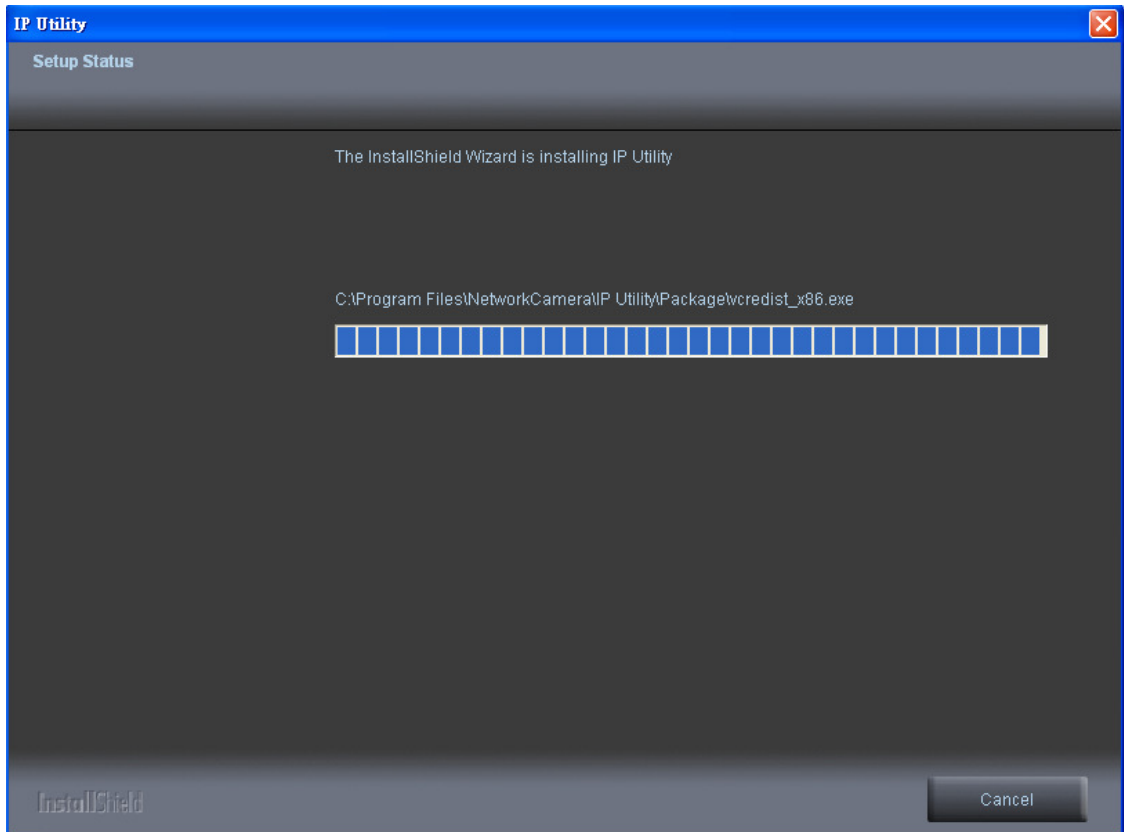 IP Utility
Setup Status
The InstallShield Wizard is installing IP Utility
C:\Program Files\NetworkCamera\IP Utility\Package\vcredist_x86.exe
InstallShield
Cancel